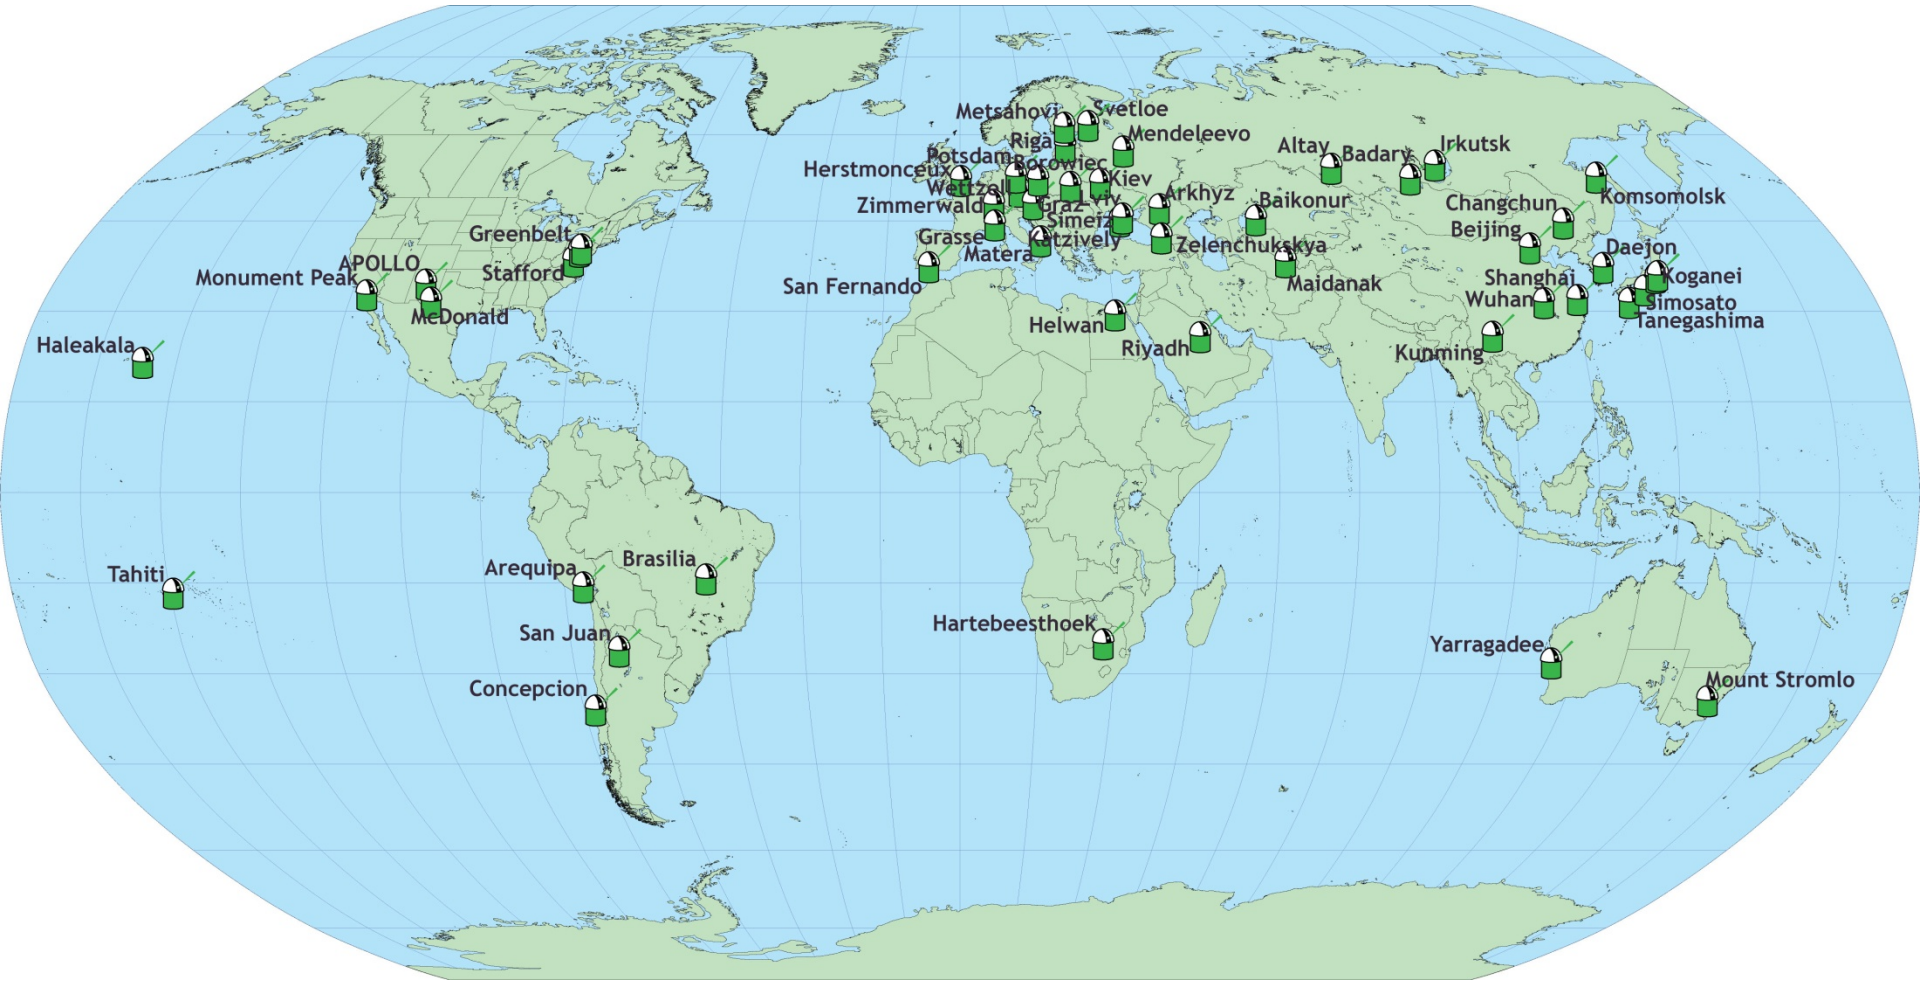 Metsahovi
Svetloe
Riga
Mendeleevo
Potsdam
Borowiec
Herstmonceux
Wettzell
Kiev
Zimmerwald
Graz
Lviv
Arkhyz
Simeiz
Katzively
Grasse
Matera
Zelenchukskya
San Fernando
Altay
Badary
Irkutsk
Baikonur
Komsomolsk
Changchun
Beijing
Daejon
Maidanak
Shanghai
Koganei
Wuhan
Simosato
Tanegashima
Kunming
Greenbelt
Stafford
APOLLO
Monument Peak
McDonald
Haleakala
Helwan
Riyadh
Tahiti
Arequipa
Brasilia
San Juan
Concepcion
Hartebeesthoek
Yarragadee
Mount Stromlo